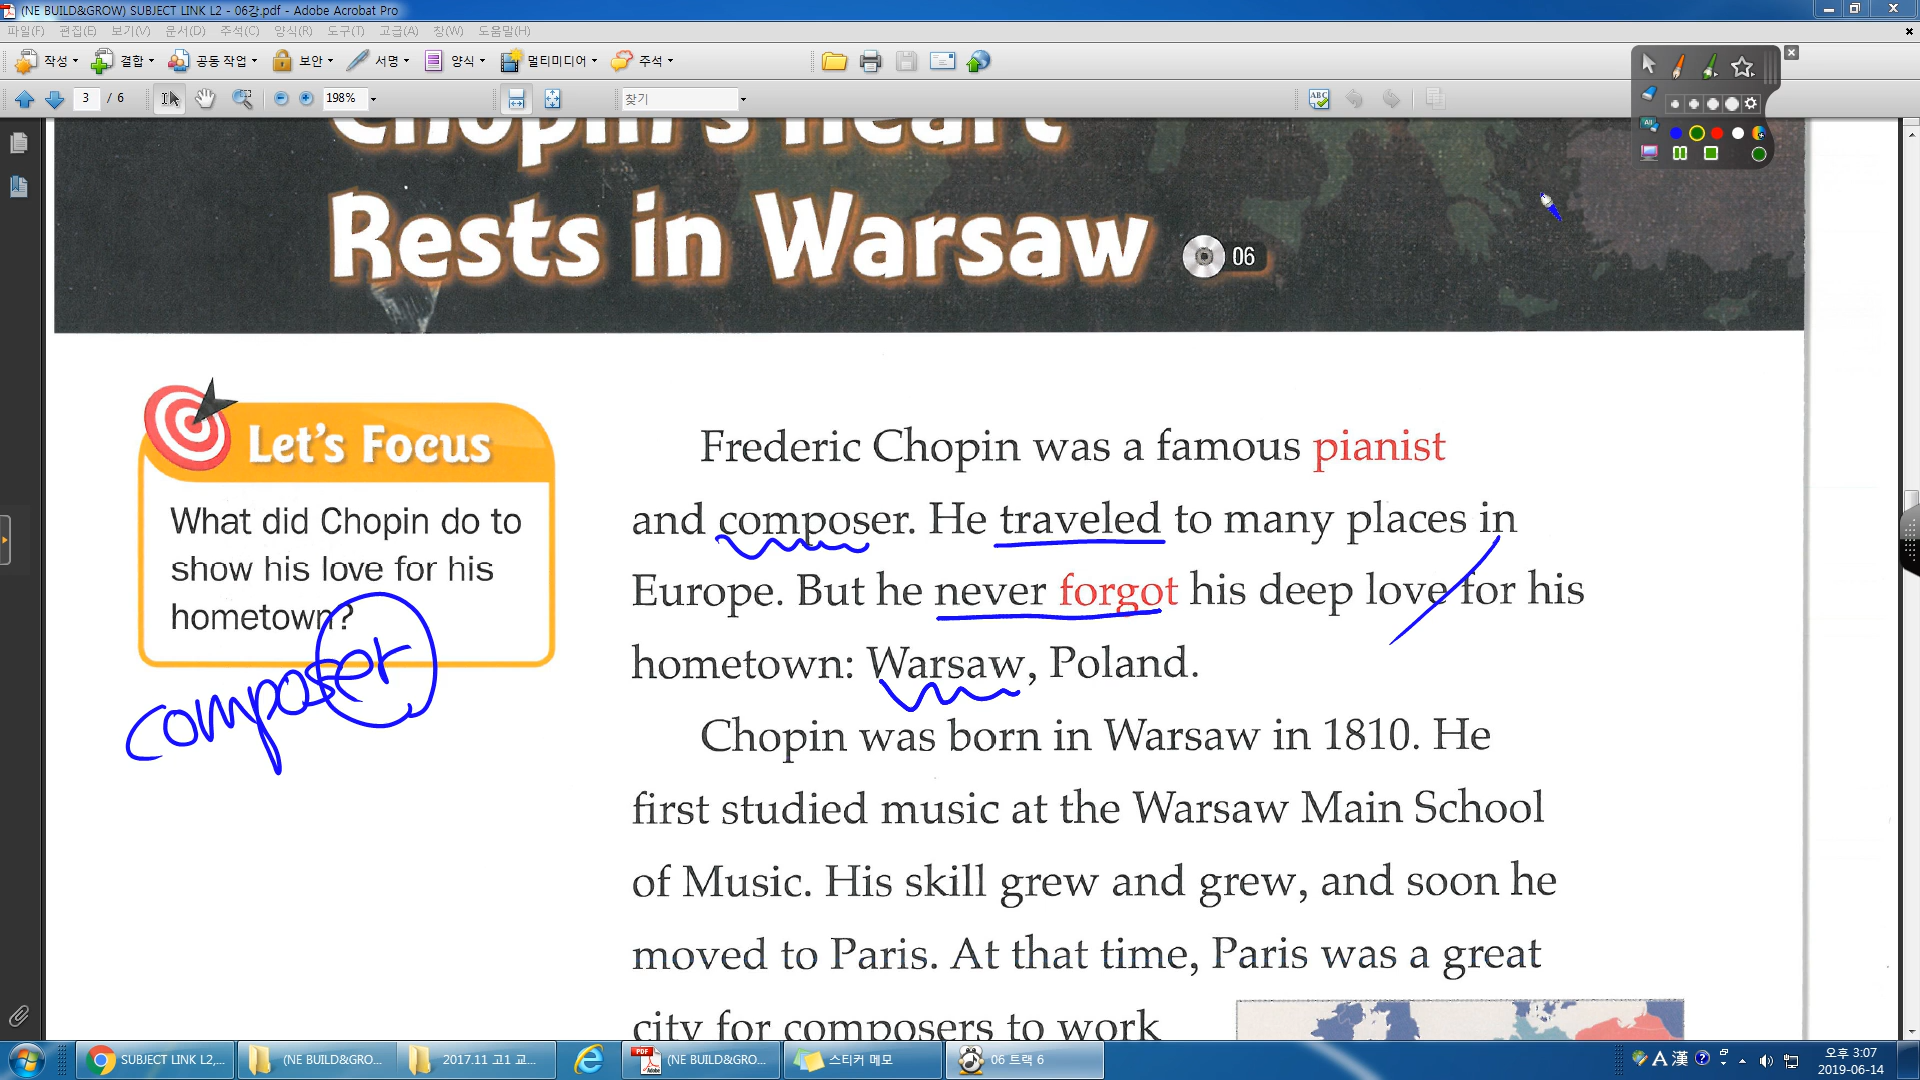 (NE BUILD&GROW) SUBJECT LINK L2 - 06강.pdf - Adobe Acrobat Pro
파일(F) 편집(E) 보기(V) 문서(D) 주석(C) 양식(R) 도구(T) 고급(A) 창(W) 도움말(H)
작성 결합 공동 작업 보안 서명 양식 멀티미디어 주석
3 / 6 198% 찾기
Chopin's Heart
Rests in Warsaw
06
Let's Focus
What did Chopin do to
show his love for his
hometown?
composer
Frederic Chopin was a famous pianist
and composer. He traveled to many places in
Europe. But he never forgot his deep love for his
hometown: Warsaw, Poland.
Chopin was born in Warsaw in 1810. He
first studied music at the Warsaw Main School
of Music. His skill grew and grew, and soon he
moved to Paris. At that time, Paris was a great
city for composers to work
SUBJECT LINK L2,... (NE BUILD&GRO... 2017.11 고1 교... (NE BUILD&GRO... 스티커 메모 06 트랙 6
A 漢
오후 3:07
2019-06-14